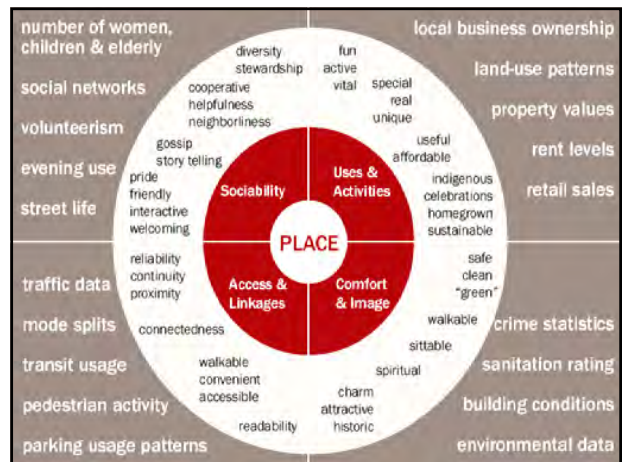 number of women,
children & elderly
social networks
volunteerism
evening use
street life
diversity
stewardship
cooperative
helpfulness
neighborliness
gossip
story telling
pride
friendly
interactive
welcoming
Sociability
fun
active
vital
special
real
unique
useful
affordable
indigenous
celebrations
homegrown
sustainable
Uses &
Activities
local business ownership
land-use patterns
property values
rent levels
retail sales
PLACE
traffic data
mode splits
transit usage
pedestrian activity
parking usage patterns
reliability
continuity
proximity
connectedness
walkable
convenient
accessible
readability
Access &
Linkages
Comfort
& Image
safe
clean
"green"
walkable
sittable
spiritual
charm
attractive
historic
crime statistics
sanitation rating
building conditions
environmental data